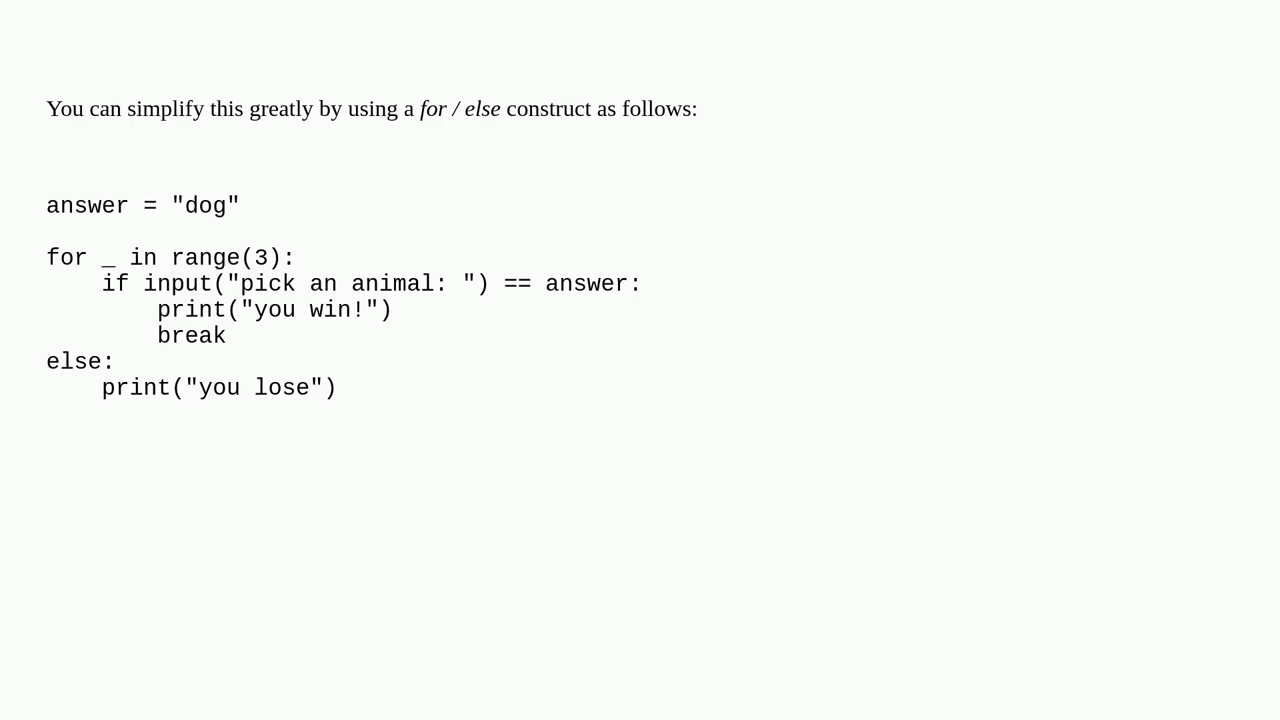 You can simplify this greatly by using a for / else construct as follows:
answer = "dog"
for _ in range(3):
    if input("pick an animal: ") == answer:
        print("you win!")
        break
else:
    print("you lose")